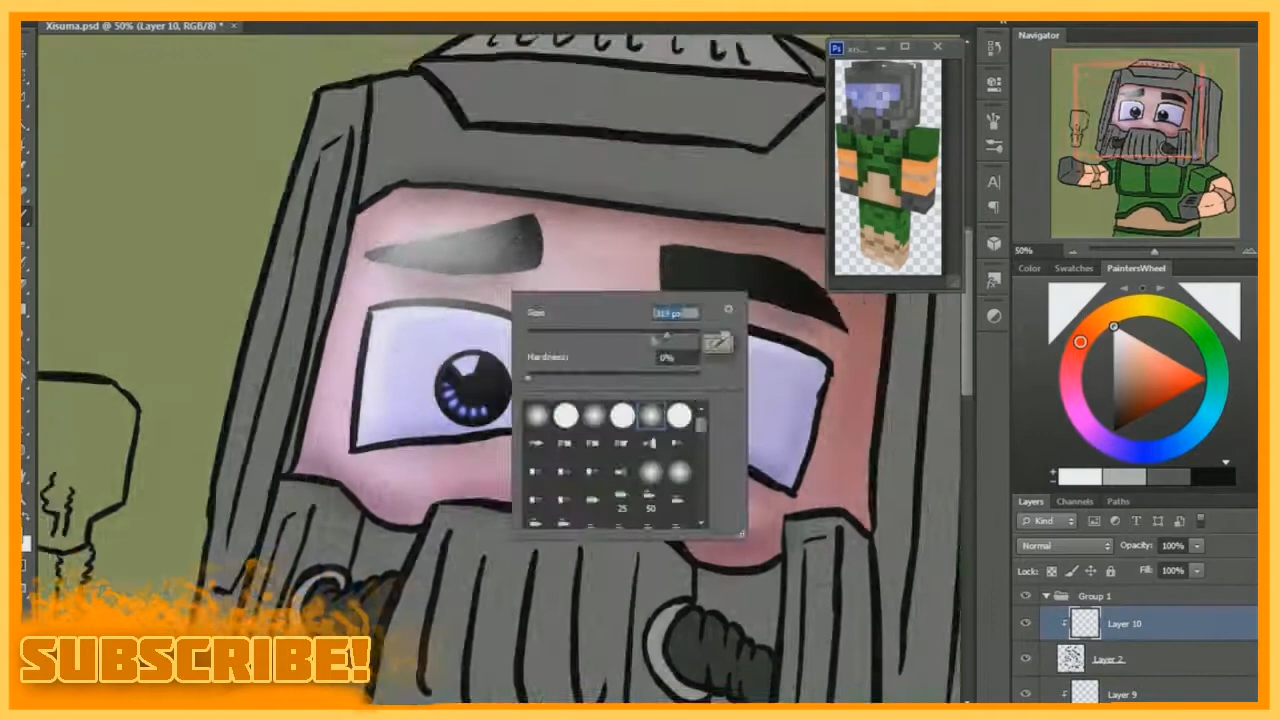 Xisuma.psd @ 50% (Layer 10, RGB/8) *
Navigator
50%
Color Swatches PaintersWheel
Size:
Hardness:
0%
25 50
Layers Channels Paths
Kind
Normal Opacity: 100%
Lock: Fill: 100%
Group 1
Layer 10
Layer 2
Layer 9
SUBSCRIBE!